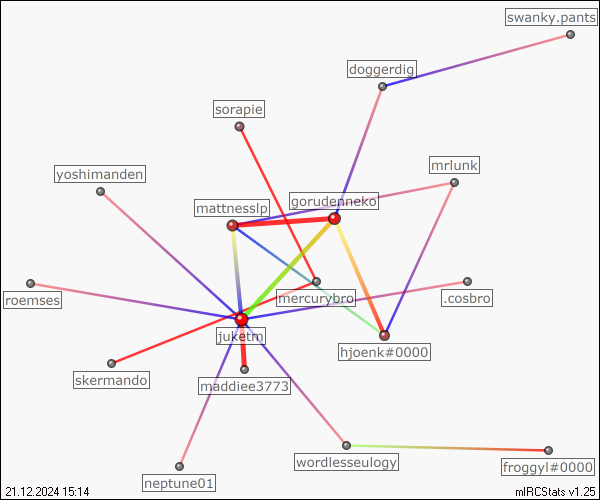 swanky.pants
doggerdig
sorapie
mrlunk
yoshimanden
gorudenneko
mattnesslp
roemses
mercurybro
.cosbro
juketm
hjoenk#0000
skermando
maddiee3773
wordlesseulogy
froggyl#0000
neptune01
21.12.2024 15:14
mIRCStats v1.25